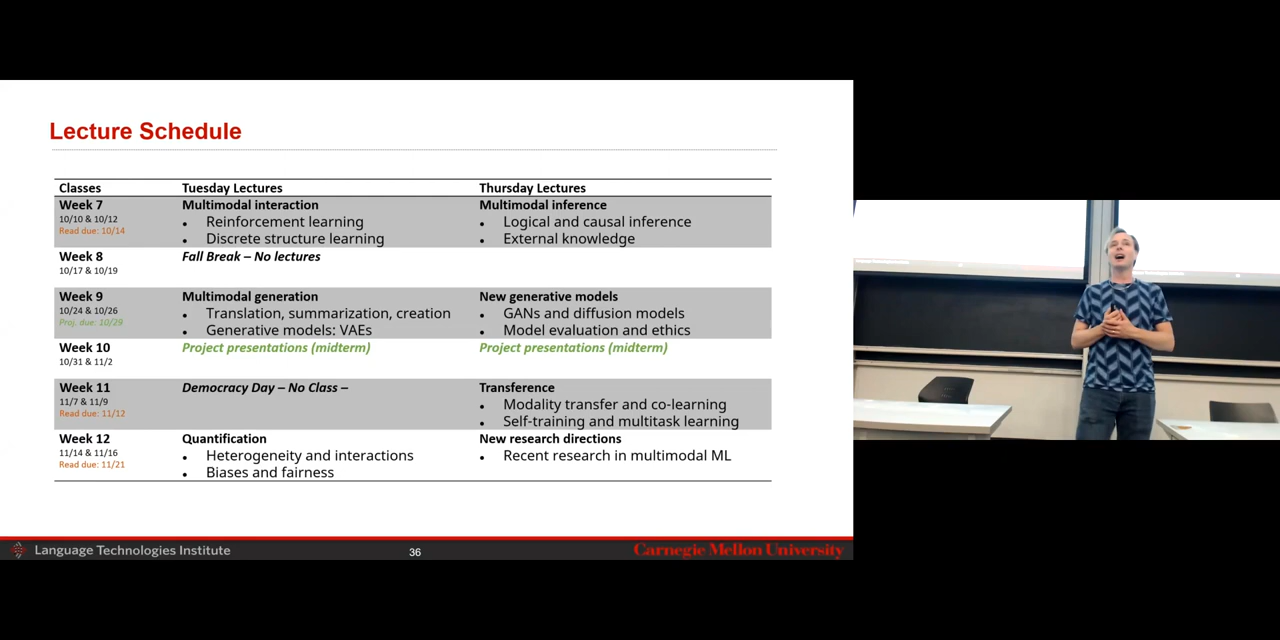 Lecture Schedule
Classes Tuesday Lectures Thursday Lectures
Week 7 Multimodal interaction Multimodal inference
10/10 & 10/12 • Reinforcement learning • Logical and causal inference
Read due: 10/14 • Discrete structure learning • External knowledge
Week 8 Fall Break – No lectures
10/17 & 10/19
Week 9 Multimodal generation New generative models
10/24 & 10/26 • Translation, summarization, creation • GANs and diffusion models
Proj. due: 10/29 • Generative models: VAEs • Model evaluation and ethics
Week 10 Project presentations (midterm) Project presentations (midterm)
10/31 & 11/2
Week 11 Democracy Day – No Class – Transference
11/7 & 11/9 • Modality transfer and co-learning
Read due: 11/12 • Self-training and multitask learning
Week 12 Quantification New research directions
11/14 & 11/16 • Heterogeneity and interactions • Recent research in multimodal ML
Read due: 11/21 • Biases and fairness
Language Technologies Institute 36 Carnegie Mellon University